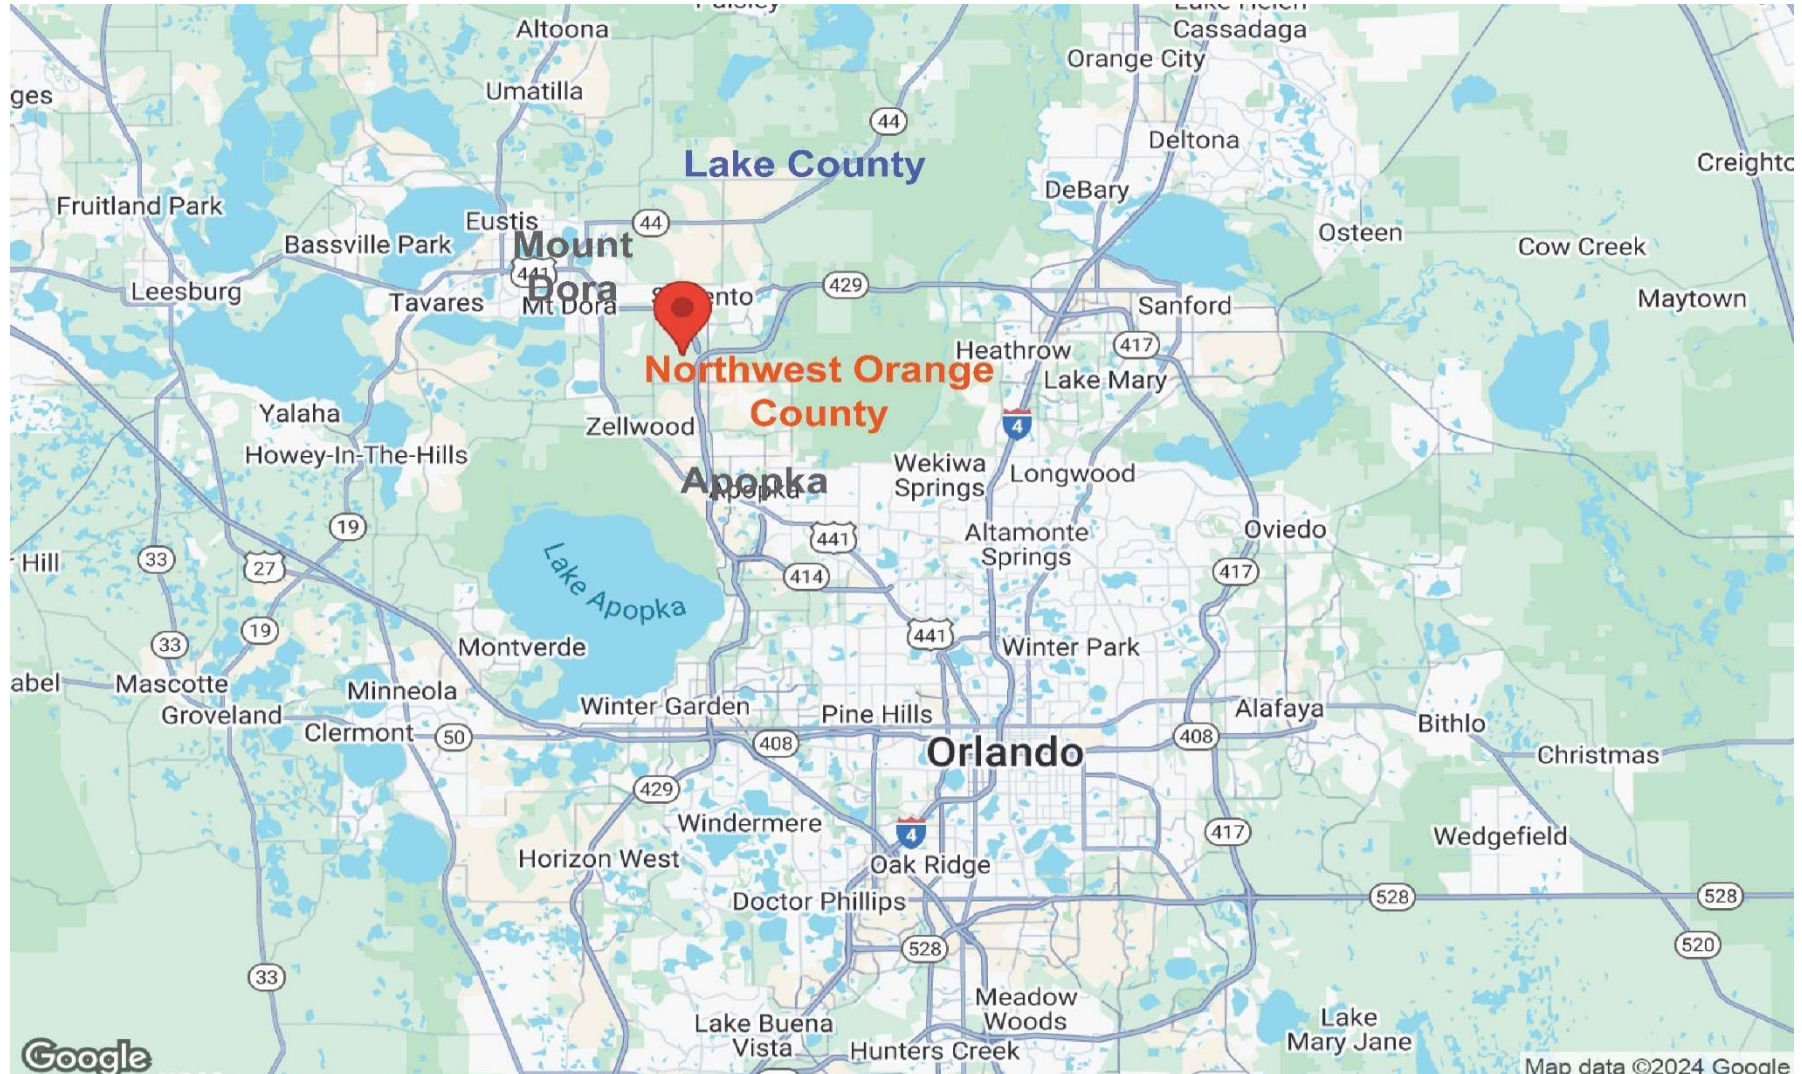 Altoona
Cassadaga
Orange City
Umatilla
ges
44
Deltona
Lake County
Creightc
DeBary
Fruitland Park
Eustis
44
Osteen
Mount
Dora
Bassville Park
Cow Creek
441
Leesburg
Tavares
Mt Dora
429
Sanford
Maytown
Heathrow
417
Northwest Orange
County
Lake Mary
Yalaha
Zellwood
4
Howey-In-The-Hills
Wekiwa
Springs
Longwood
Apopka
Apopka
19
441
Altamonte
Springs
Oviedo
33
27
Hill
Lake Apopka
414
417
19
33
441
Montverde
Winter Park
abel
Mascotte
Minneola
Groveland
Winter Garden
Pine Hills
Alafaya
Bithlo
Clermont
50
408
Orlando
408
Christmas
429
Windermere
4
417
Wedgefield
Horizon West
Oak Ridge
Doctor Phillips
528
528
528
520
33
Meadow
Woods
Lake Buena
Vista
Hunters Creek
Lake
Mary Jane
Google
Map data ©2024 Google